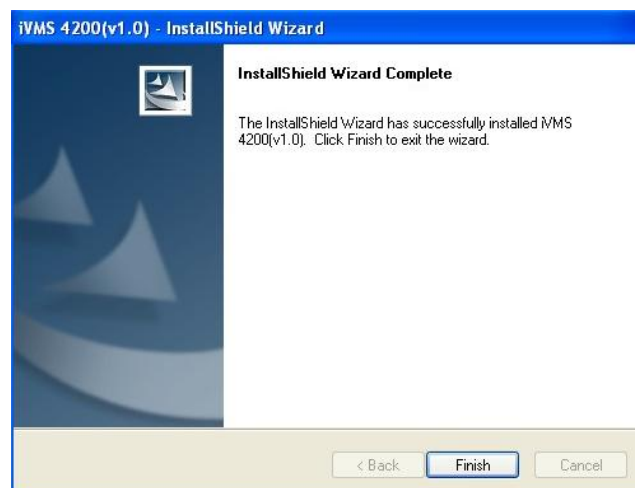 iVMS 4200(v1.0) - InstallShield Wizard
InstallShield Wizard Complete
The InstallShield Wizard has successfully installed iVMS
4200(v1.0). Click Finish to exit the wizard.
< Back
Finish
Cancel